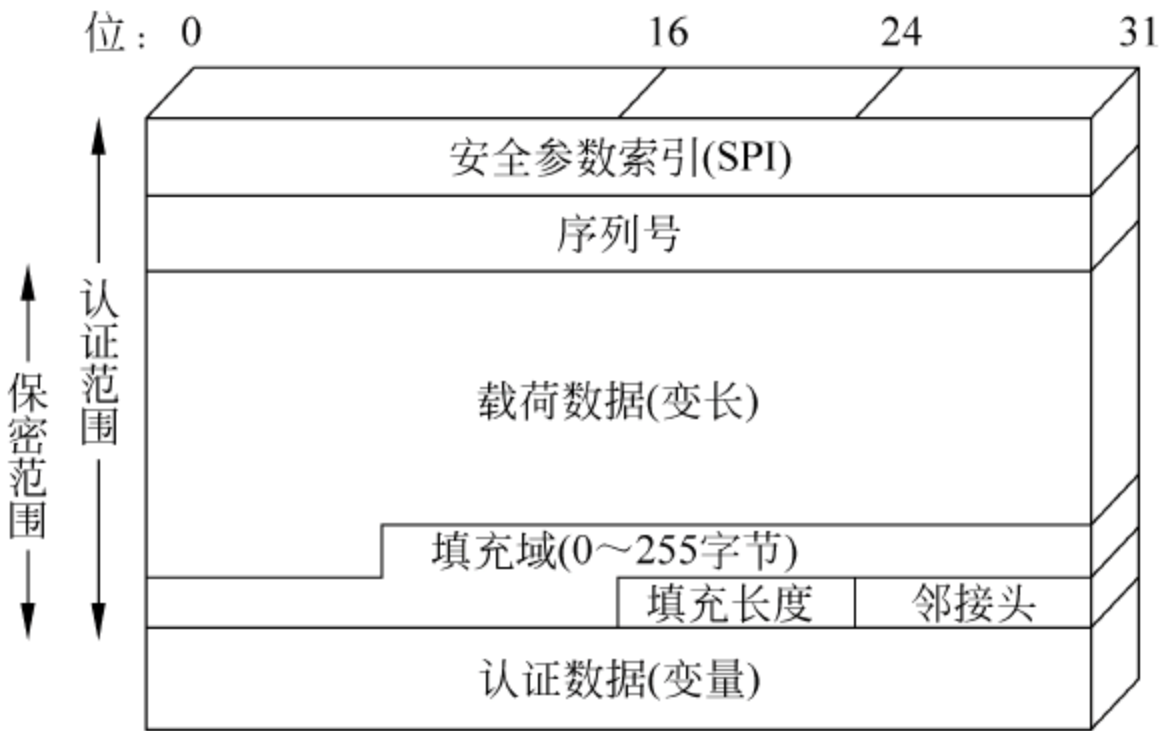 位：0 16 24 31
安全参数索引(SPI)
序列号
认证范围
保密范围
载荷数据(变长)
填充域(0～255字节)
填充长度 邻接头
认证数据(变量)